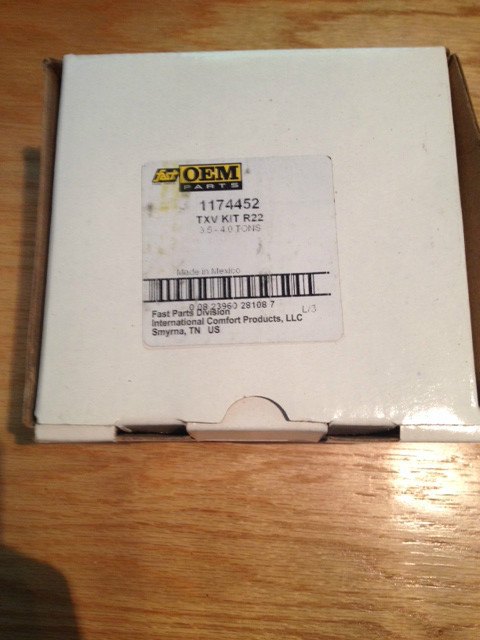 fast OEM
PARTS
1174452
TXV KIT R22
3.5 - 4.0 TONS
Made in Mexico
0 08 23960 28108 7
L/3
Fast Parts Division
International Comfort Products, LLC
Smyrna, TN US